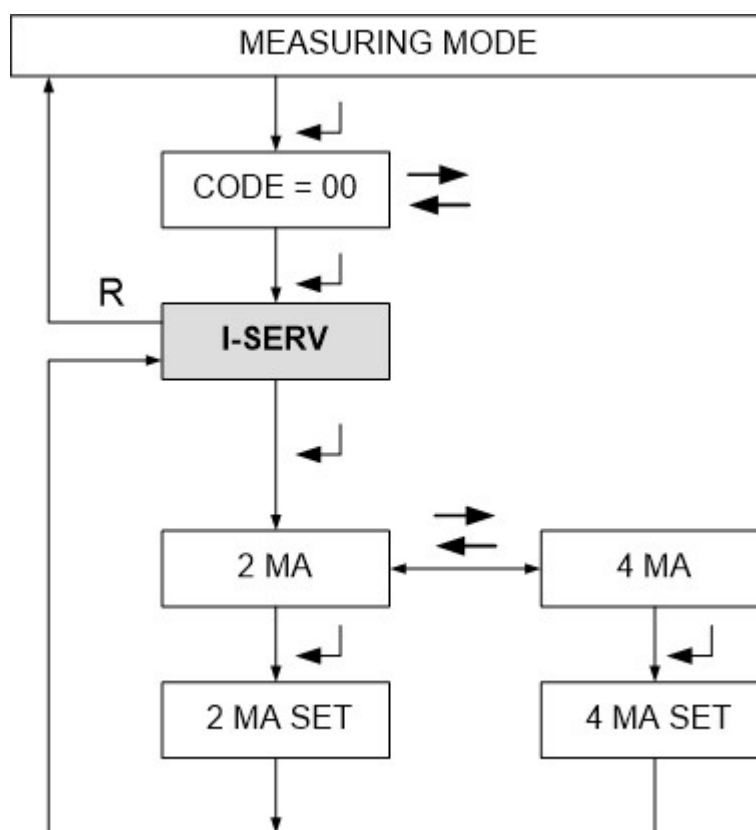 MEASURING MODE
CODE = 00
R
I-SERV
2 MA
4 MA
2 MA SET
4 MA SET